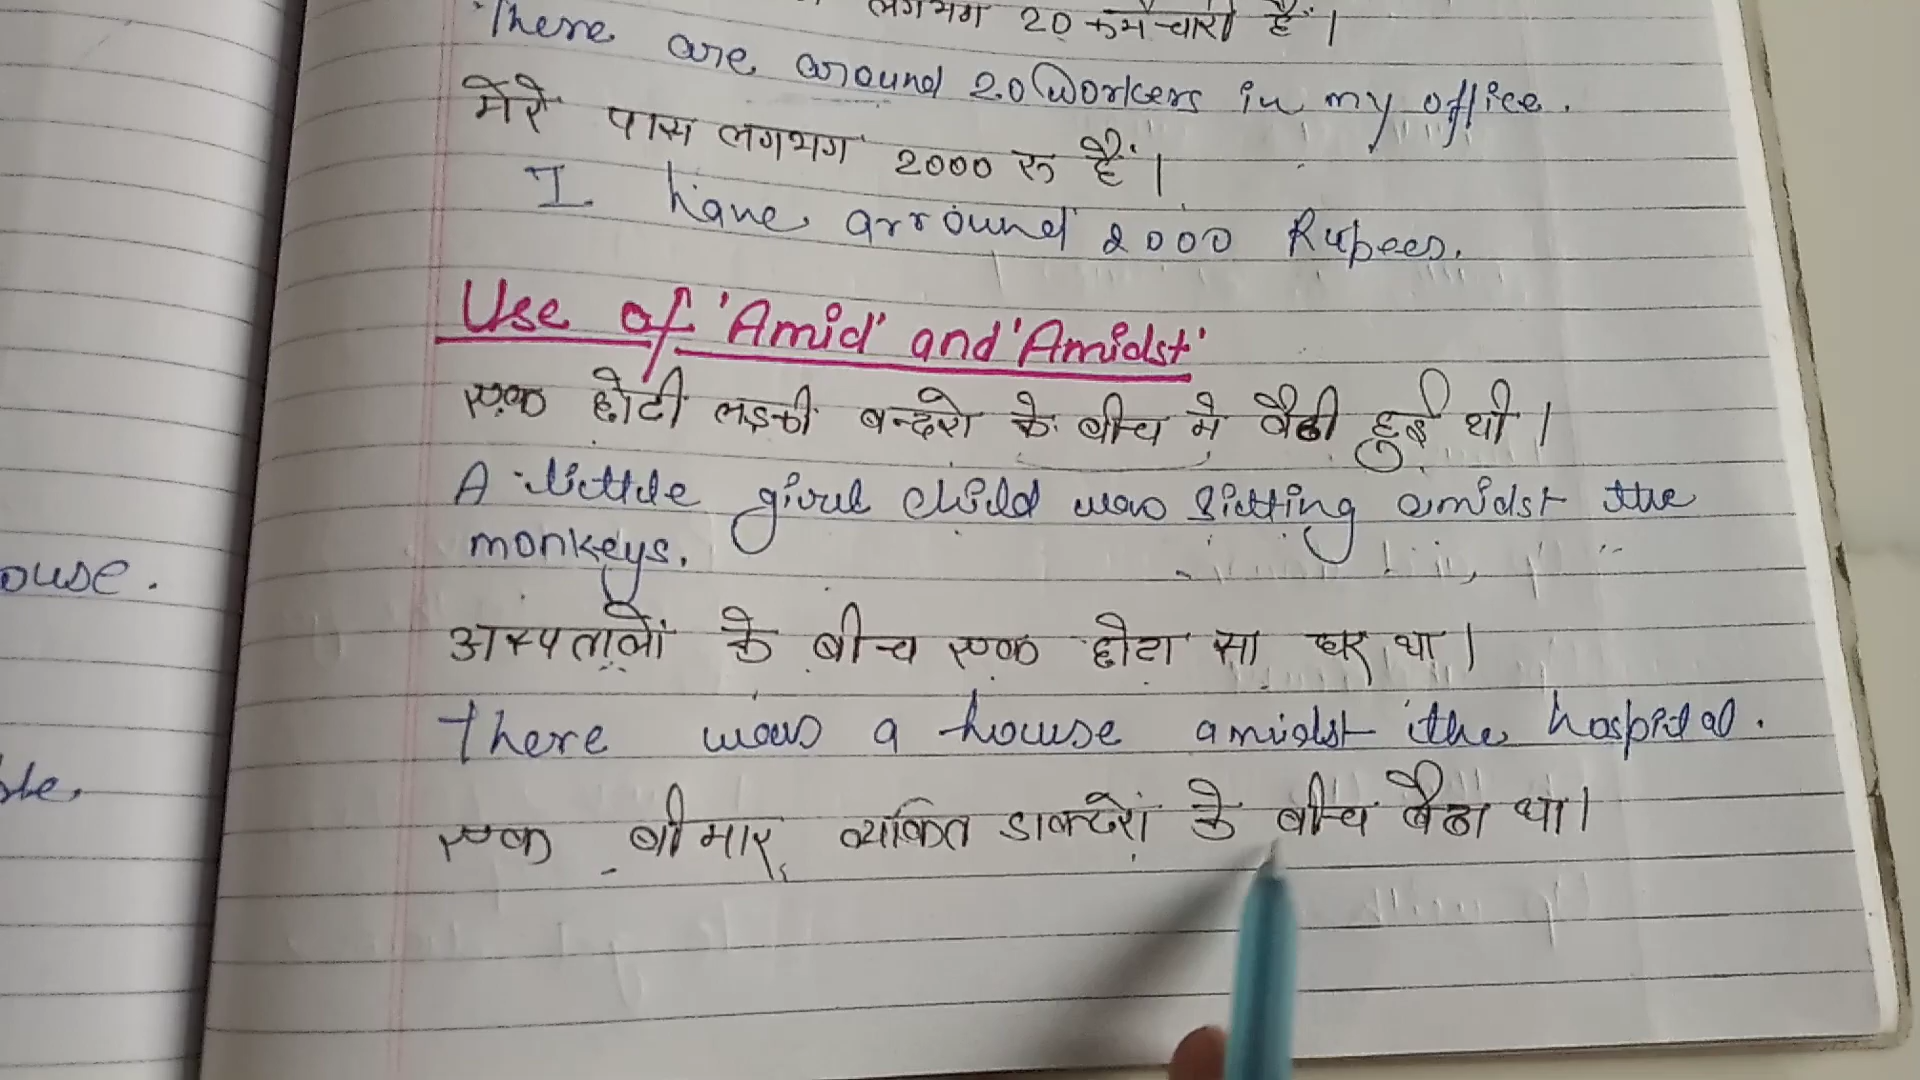 लगभग 20 कर्मचारी हैं।
There are around 20 workers in my office.
मेरे पास लगभग 2000 रु हैं।
I have arround 2000 Rupees.
Use of 'Amid' and 'Amidst'
एक छोटी लड़की बन्दरो के बीच मे बैठी हुई थी।
A little girl child was sitting amidst the
monkeys.
ouse.
अस्पतालों के बीच एक छोटा सा घर था।
There was a house amidst the hospital.
एक बीमार व्यक्ति डाक्टरों के बीच बैठा था।